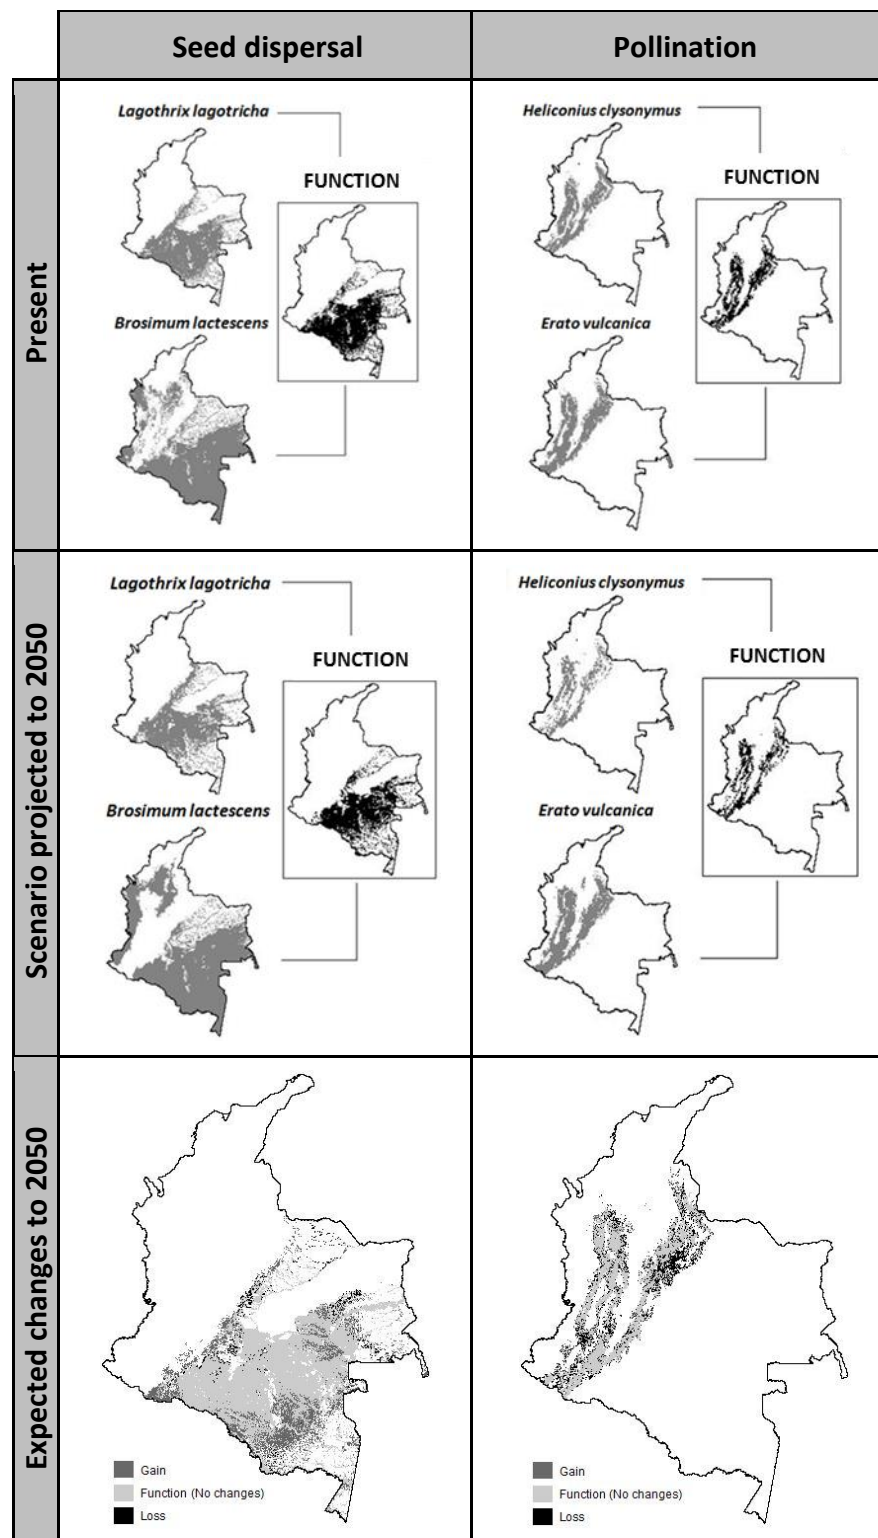 Seed dispersal
Pollination
Present
Lagothrix lagotricha
FUNCTION
Brosimum lactescens
Heliconius clysonymus
FUNCTION
Erato vulcanica
Scenario projected to 2050
Lagothrix lagotricha
FUNCTION
Brosimum lactescens
Heliconius clysonymus
FUNCTION
Erato vulcanica
Expected changes to 2050
Gain
Function (No changes)
Loss
Gain
Function (No changes)
Loss